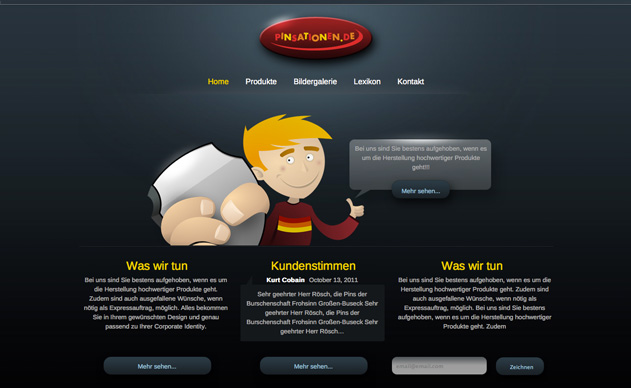 PINSATIONEN.DE
Home Produkte Bildergalerie Lexikon Kontakt
Bei uns sind Sie bestens aufgehoben, wenn es
um die Herstellung hochwertiger Produkte
geht!!!
Mehr sehen...
Was wir tun
Bei uns sind Sie bestens aufgehoben, wenn es um
die Herstellung hochwertiger Produkte geht.
Zudem sind auch ausgefallene Wünsche, wenn
nötig als Expressauftrag, möglich. Alles bekommen
Sie in Ihrem gewünschten Design und genau
passend zu Ihrer Corporate Identity.
Mehr sehen...
Kundenstimmen
Kurt Cobain October 13, 2011
Sehr geehrter Herr Rösch, die Pins der
Burschenschaft Frohsinn Großen-Buseck Sehr
geehrter Herr Rösch, die Pins der
Burschenschaft Frohsinn Großen-Buseck Sehr
geehrter Herr Rösch....
Mehr sehen...
Was wir tun
Bei uns sind Sie bestens aufgehoben, wenn es um die
Herstellung hochwertiger Produkte geht. Zudem sind
auch ausgefallene Wünsche, wenn nötig als
Expressauftrag, möglich. Bei uns sind Sie bestens
aufgehoben, wenn es um die Herstellung hochwertiger
Produkte geht. Zudem
email@email.com
Zeichnen